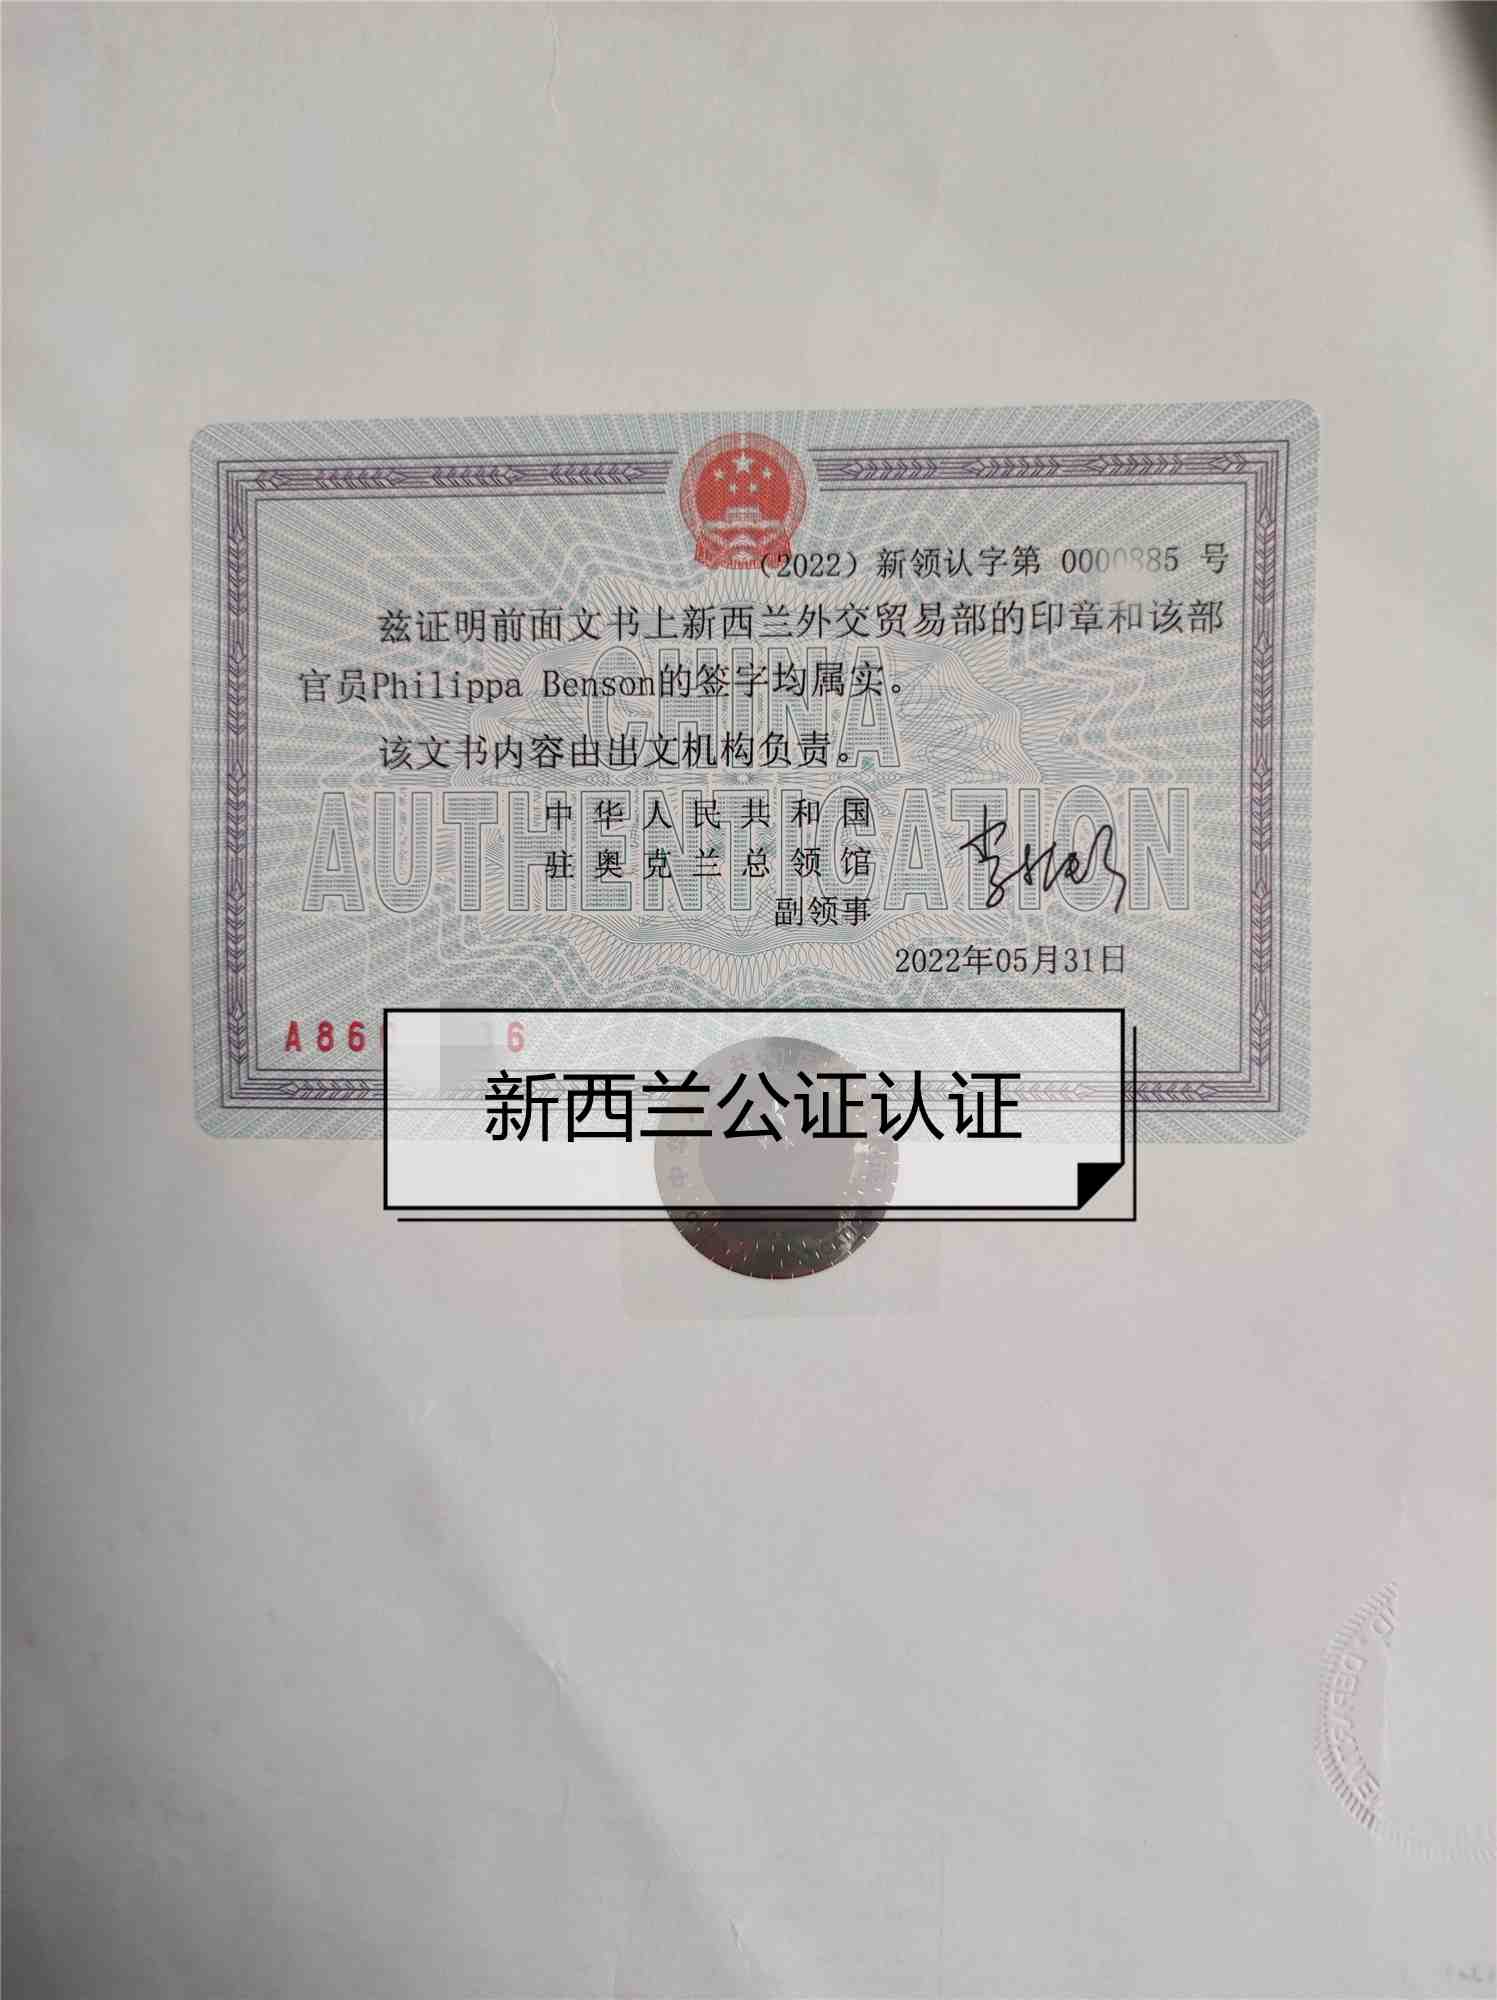 (2022)新领认字第 0000885 号
兹证明前面文书上新西兰外交贸易部的印章和该部
官员Philippa Benson的签字均属实。
该文书内容由出文机构负责。
CHINA
AUTHENTICATION
中华人民共和国
驻奥克兰总领馆
副领事
2022年05月31日
A86 6
新西兰公证认证